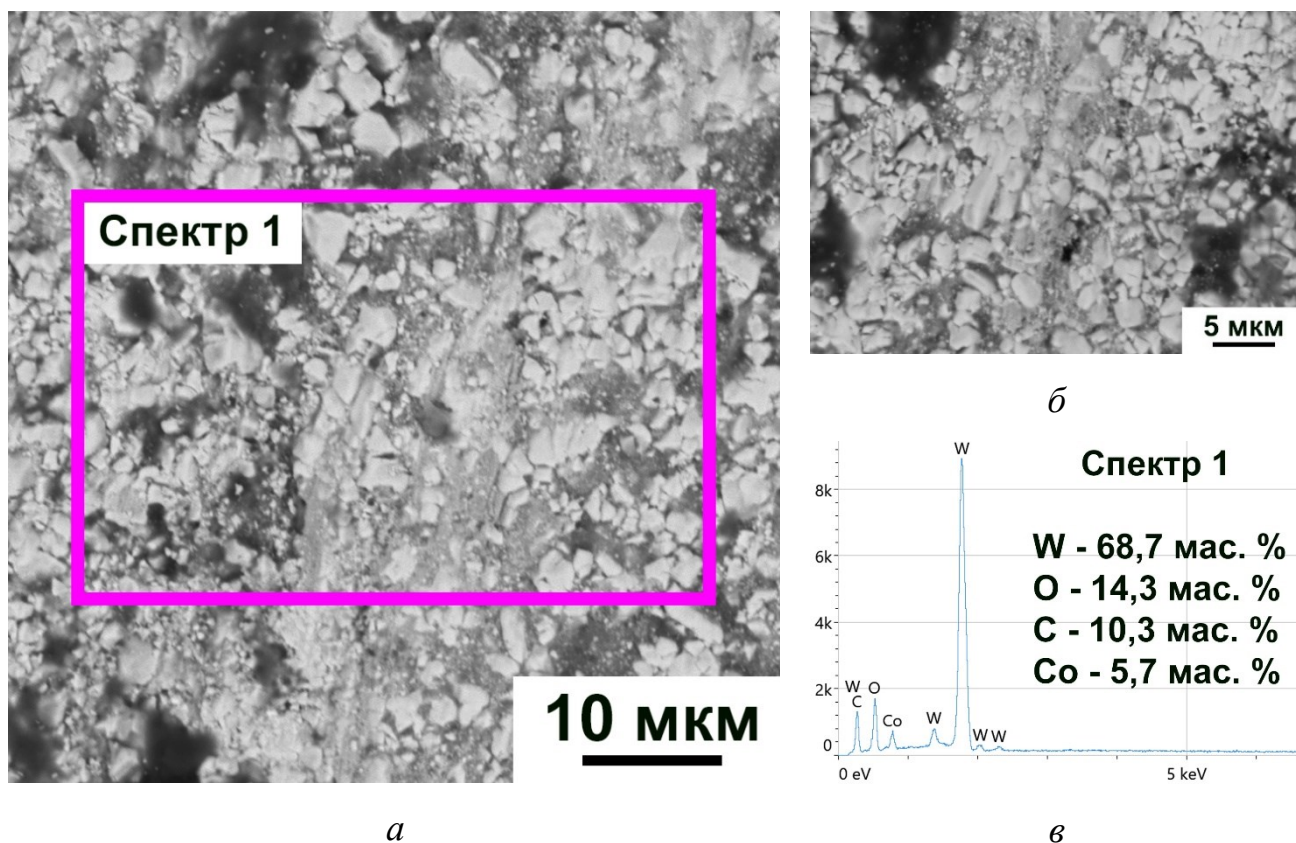 Спектр 1
10 мкм
а
5 мкм
б
Спектр 1
W - 68,7 мас. %
O - 14,3 мас. %
C - 10,3 мас. %
Co - 5,7 мас. %
8k
6k
4k
2k
0
W
W
C
O
Co
W
W
W
0 eV
5 keV
в